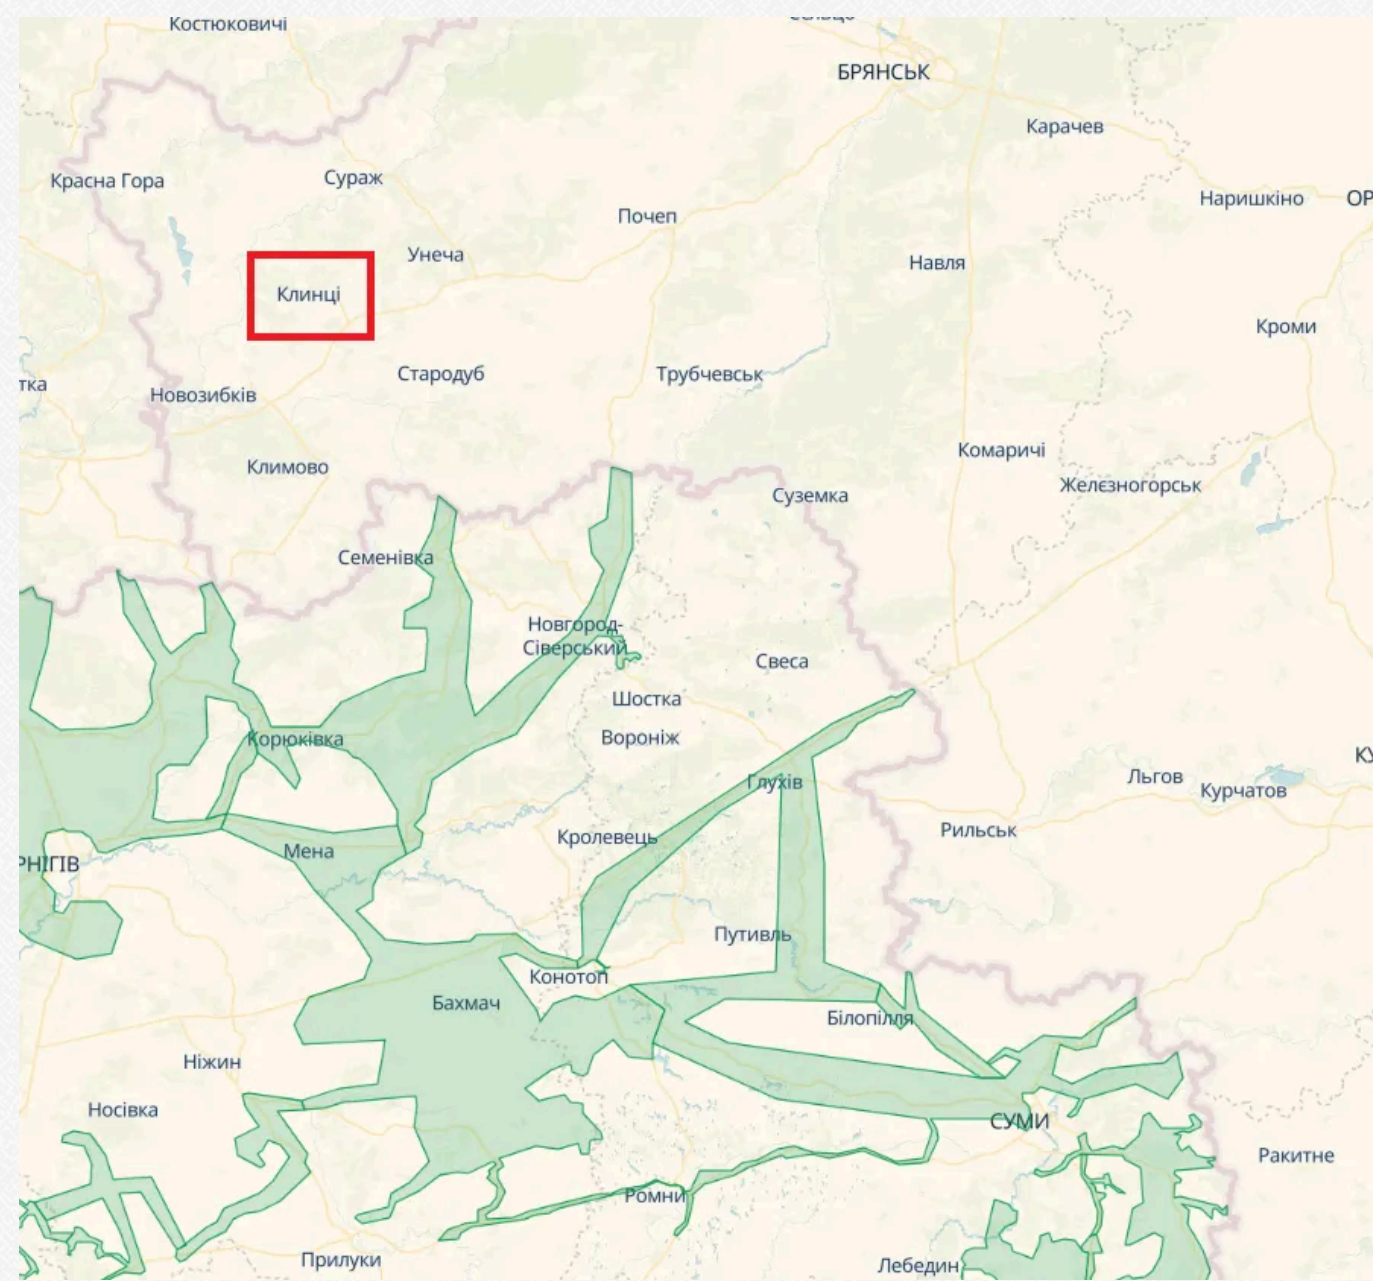 Костюковичі
БРЯНСЬК
Карачев
Красна Гора
Сураж
Наришкіно
Почеп
Унеча
Навля
Клинці
Кроми
Стародуб
Трубчевськ
Новозибків
Климово
Комаричі
Желєзногорськ
Суземка
Семенівка
Новгород-
Сіверський
Свеса
Шостка
Вороніж
Корюківка
Глухів
Льгов
Курчатов
Рильськ
Кролевець
Мена
Путивль
Конотоп
Бахмач
Білопілля
Ніжин
Носівка
СУМИ
Ракитне
Ромни
Прилуки
Лебедин